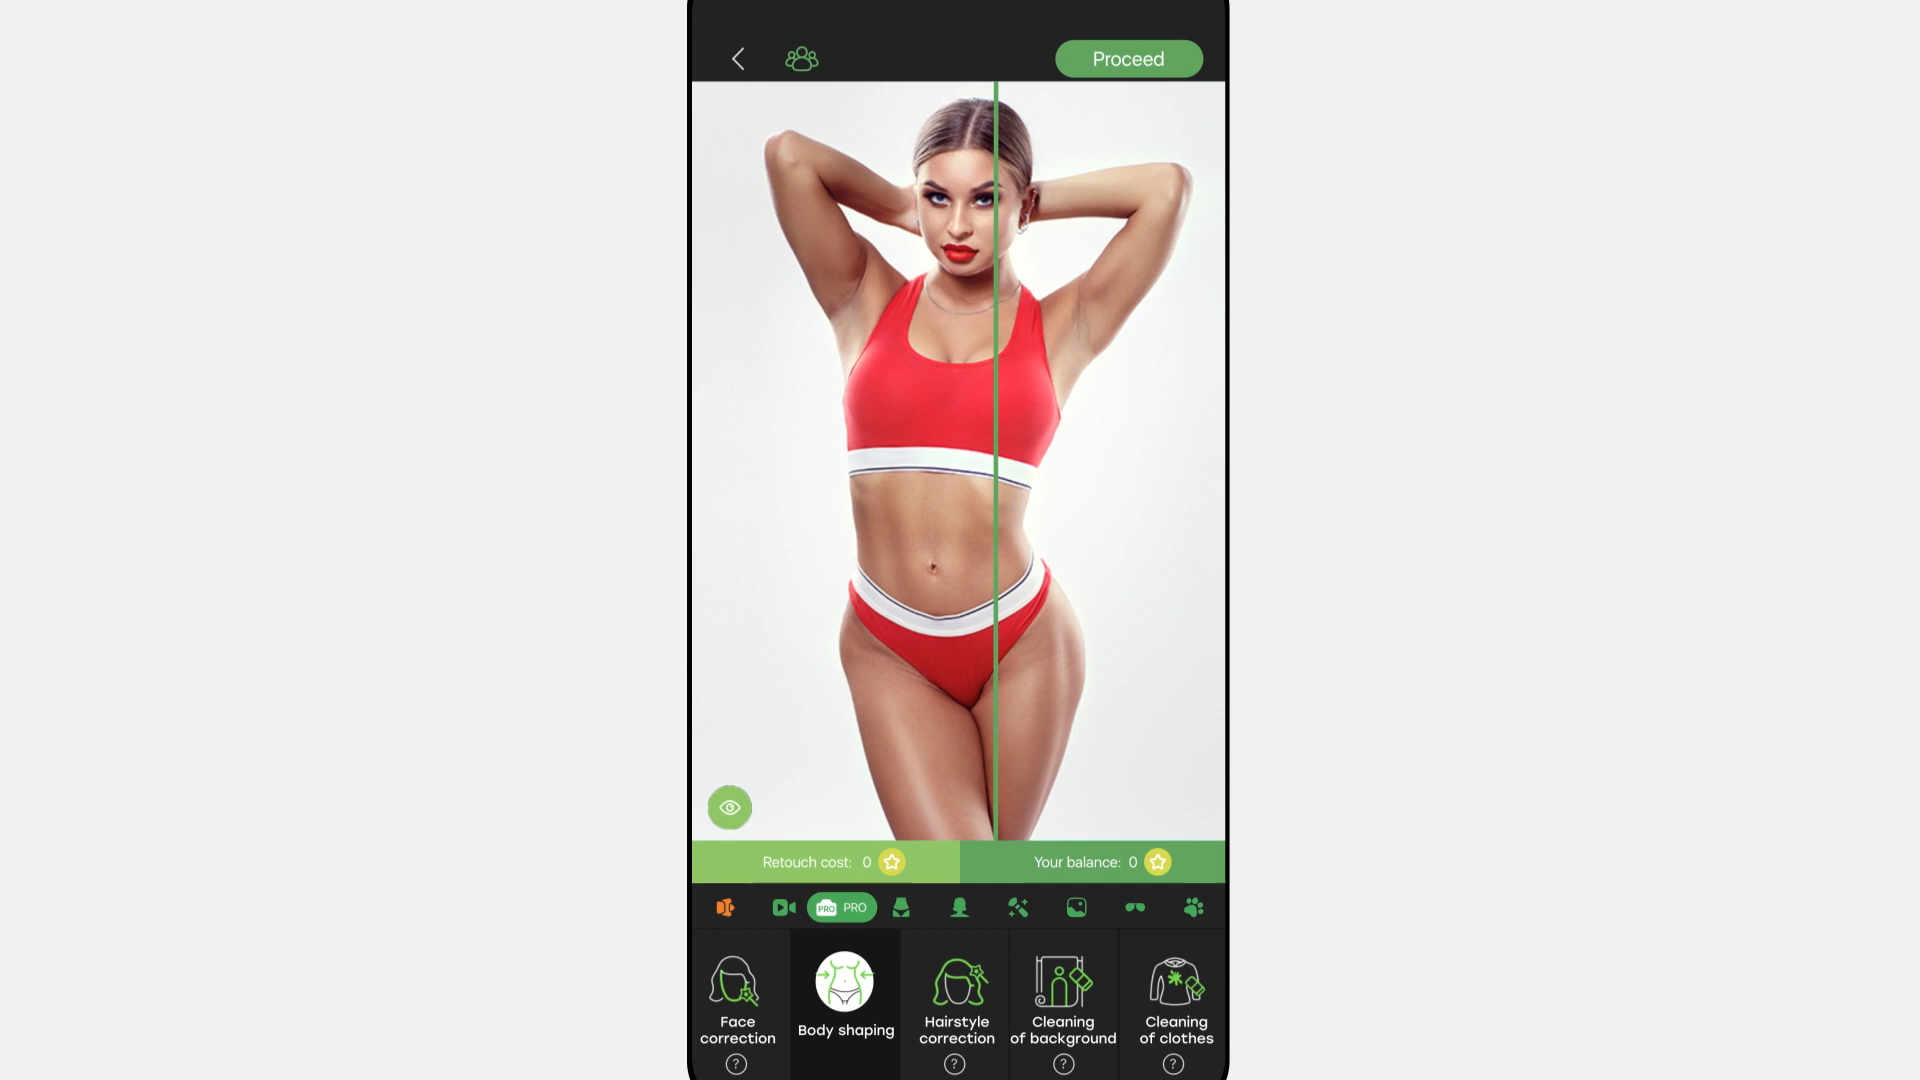 Proceed
Retouch cost: 0
Your balance: 0
PRO PRO
Face
correction
?
Body shaping
Hairstyle
correction
?
Cleaning
of background
?
Cleaning
of clothes
?